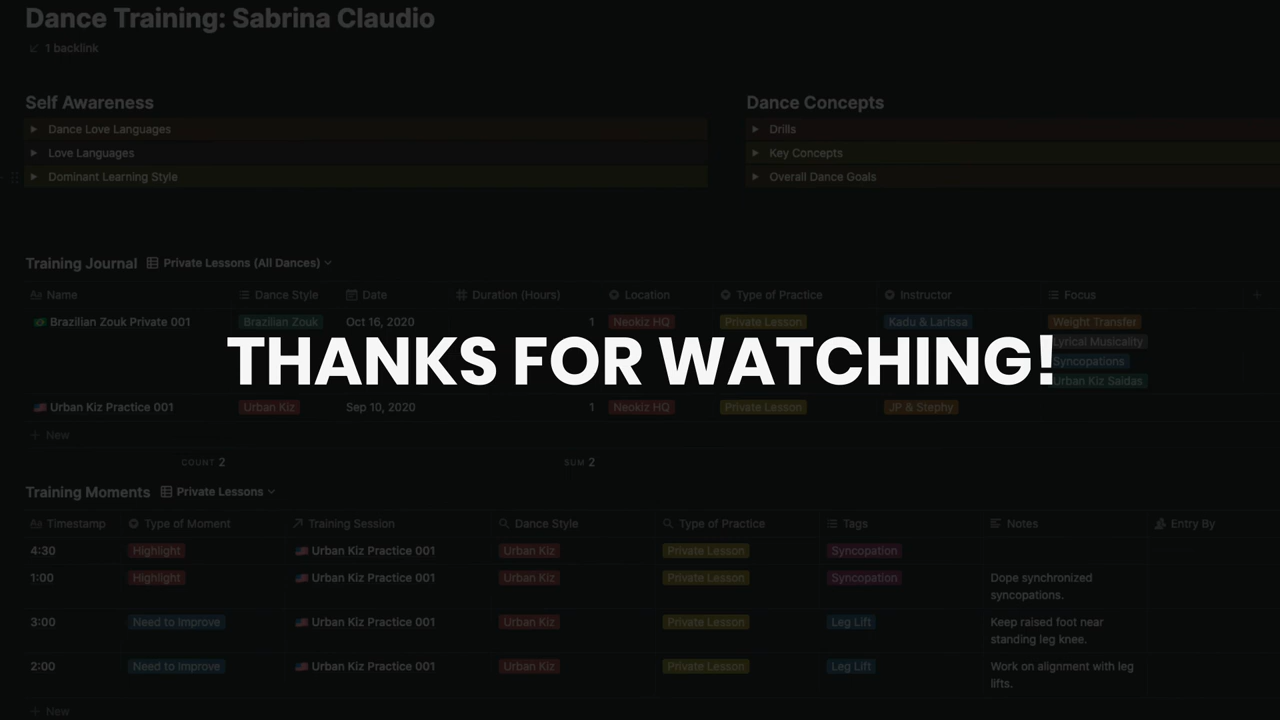 Dance Training: Sabrina Claudio
1 backlink
Self Awareness
Dance Love Languages
Love Languages
Dominant Learning Style
Dance Concepts
Drills
Key Concepts
Overall Dance Goals
Training Journal Private Lessons (All Dances)
Name Dance Style Date Duration (Hours) Location Type of Practice Instructor Focus
Brazilian Zouk Private 001 Brazilian Zouk Oct 16, 2020 1 Neokiz HQ Private Lesson Kadu & Larissa Weight Transfer
Lyrical Musicality
Syncopations
Urban Kiz Saidas
THANKS FOR WATCHING!
Urban Kiz Practice 001 Urban Kiz Sep 10, 2020 1 Neokiz HQ Private Lesson JP & Stephy
New
COUNT 2 SUM 2
Training Moments Private Lessons
Timestamp Type of Moment Training Session Dance Style Type of Practice Tags Notes Entry By
4:30 Highlight Urban Kiz Practice 001 Urban Kiz Private Lesson Syncopation
1:00 Highlight Urban Kiz Practice 001 Urban Kiz Private Lesson Syncopation Dope synchronized
syncopations.
3:00 Need to Improve Urban Kiz Practice 001 Urban Kiz Private Lesson Leg Lift Keep raised foot near
standing leg knee.
2:00 Need to Improve Urban Kiz Practice 001 Urban Kiz Private Lesson Leg Lift Work on alignment with leg
lifts.
New